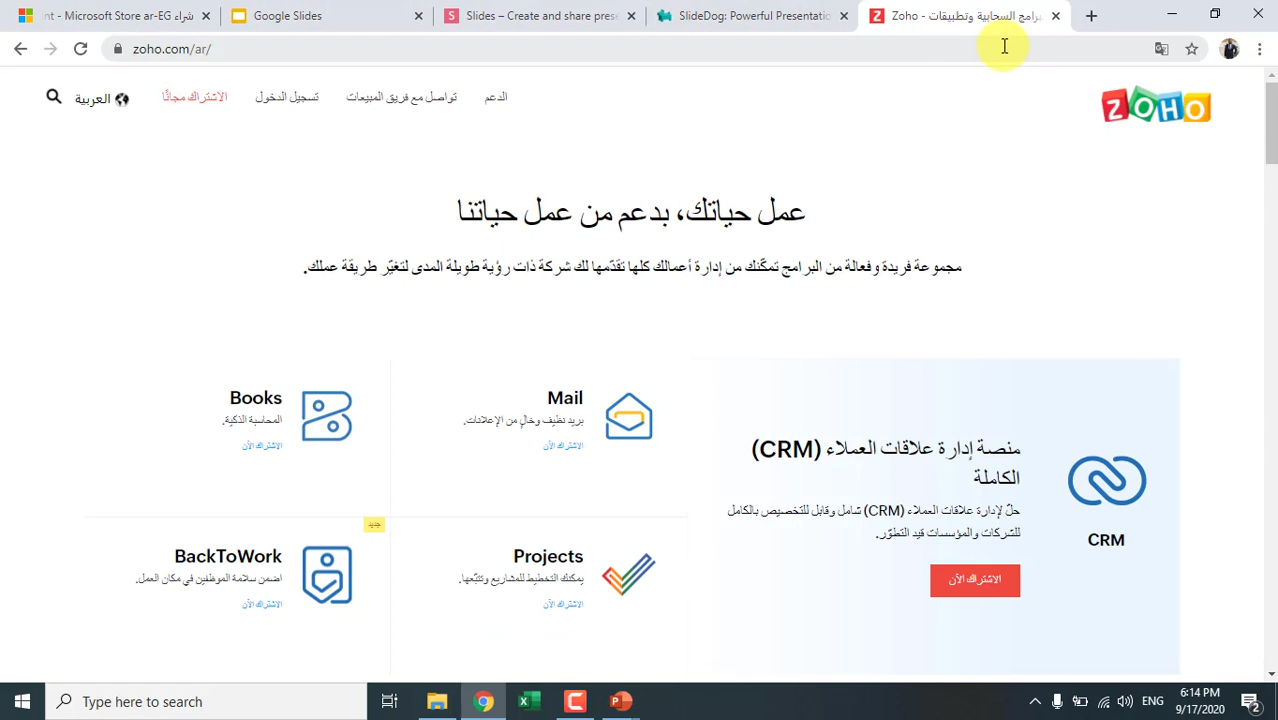 شراء int - Microsoft Store ar-EG
Google Slides
Slides – Create and share prese
SlideDog: Powerful Presentatio
Zoho - برامج السحابية وتطبيقات
zoho.com/ar/
ZOHO
الدعم
تواصل مع فريق المبيعات
تسجيل الدخول
الاشتراك مجانًا
العربية
عمل حياتك، بدعم من عمل حياتنا
مجموعة فريدة وفعالة من البرامج تمكّنك من إدارة أعمالك كلها تقدّمها لك شركة ذات رؤية طويلة المدى لتغيّر طريقة عملك.
CRM
منصة إدارة علاقات العملاء (CRM)
الكاملة
حلّ لإدارة علاقات العملاء (CRM) شامل وقابل للتخصيص بالكامل
للشركات والمؤسسات قيد التطوّر.
الاشتراك الآن
Mail
بريد نظيف وخالٍ من الإعلانات.
الاشتراك الآن
Books
المحاسبة الذكية.
الاشتراك الآن
Projects
يمكنك التخطيط للمشاريع وتتبّعها.
الاشتراك الآن
جديد
BackToWork
اضمن سلامة الموظفين في مكان العمل.
الاشتراك الآن
Type here to search
ENG
6:14 PM
9/17/2020
2